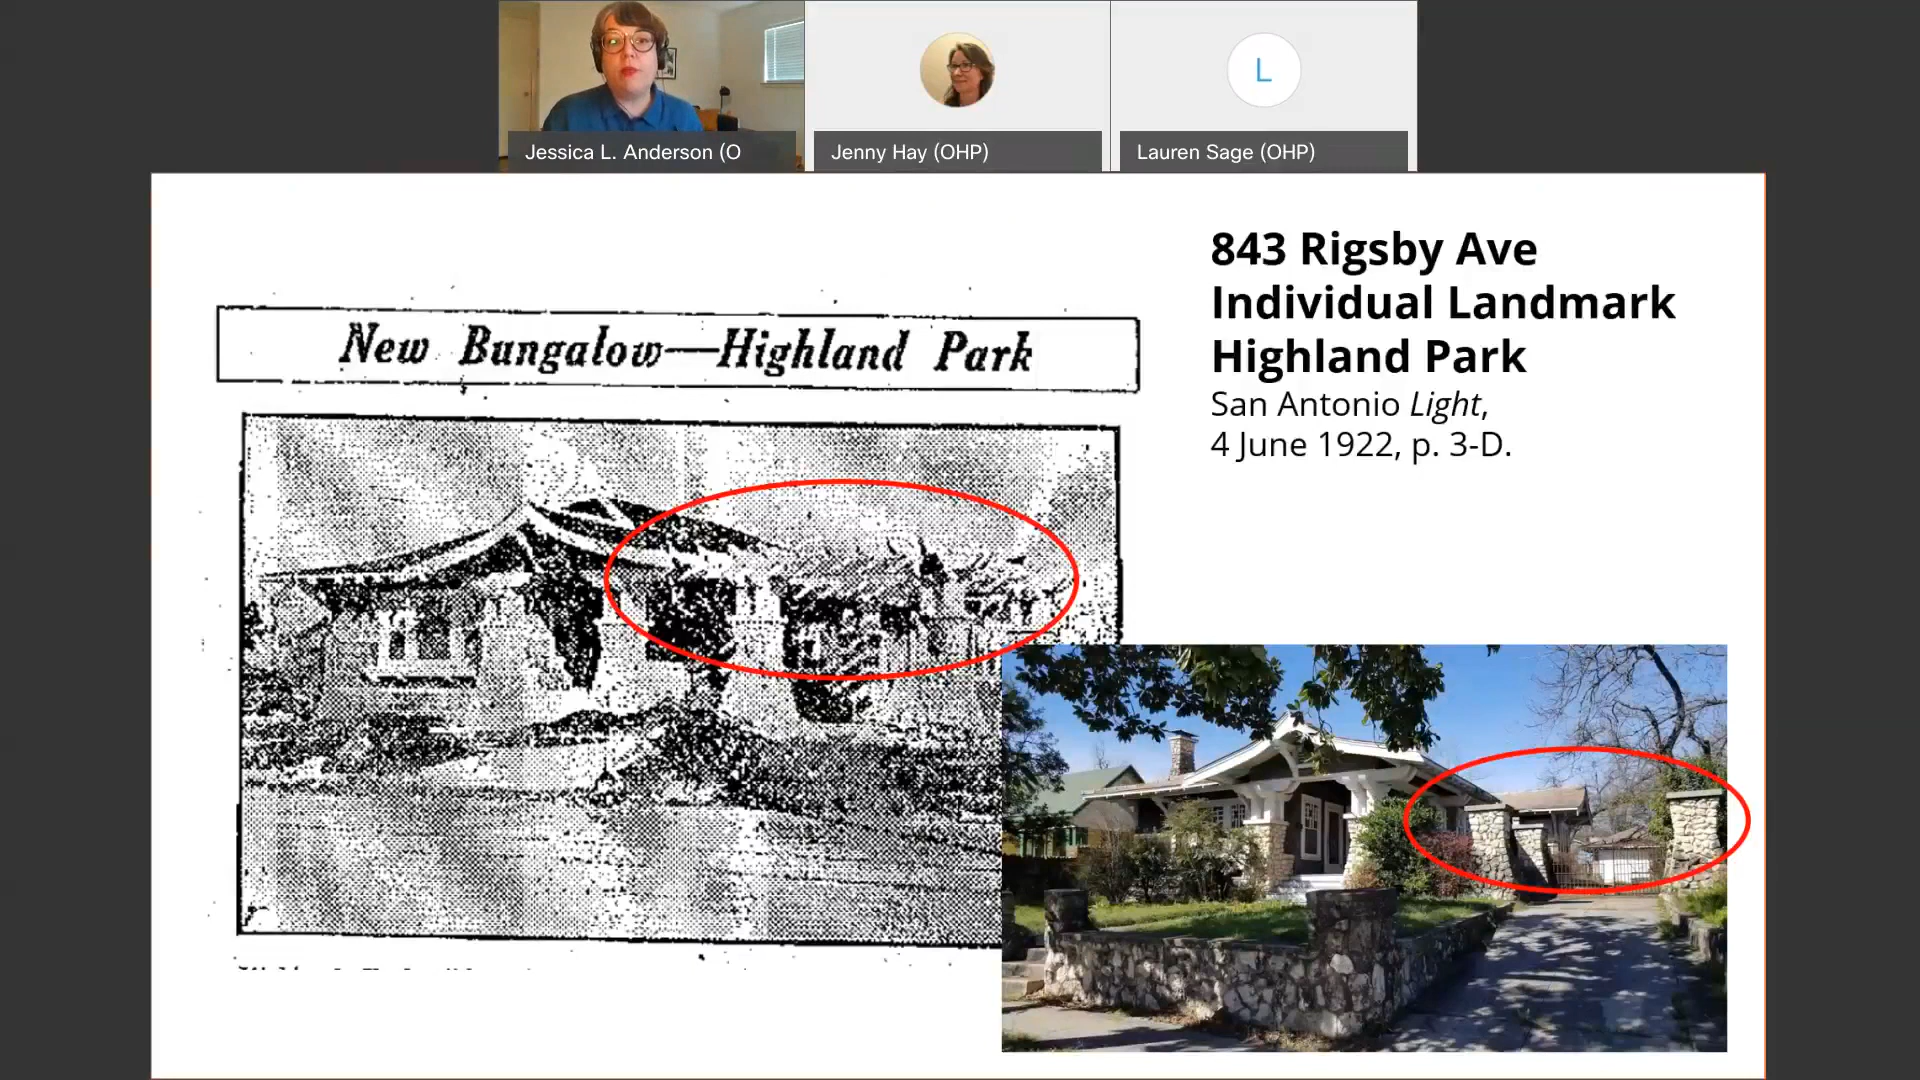 Jessica L. Anderson (O
Jenny Hay (OHP)
L
Lauren Sage (OHP)
843 Rigsby Ave
Individual Landmark
Highland Park
San Antonio Light,
4 June 1922, p. 3-D.
New Bungalow—Highland Park